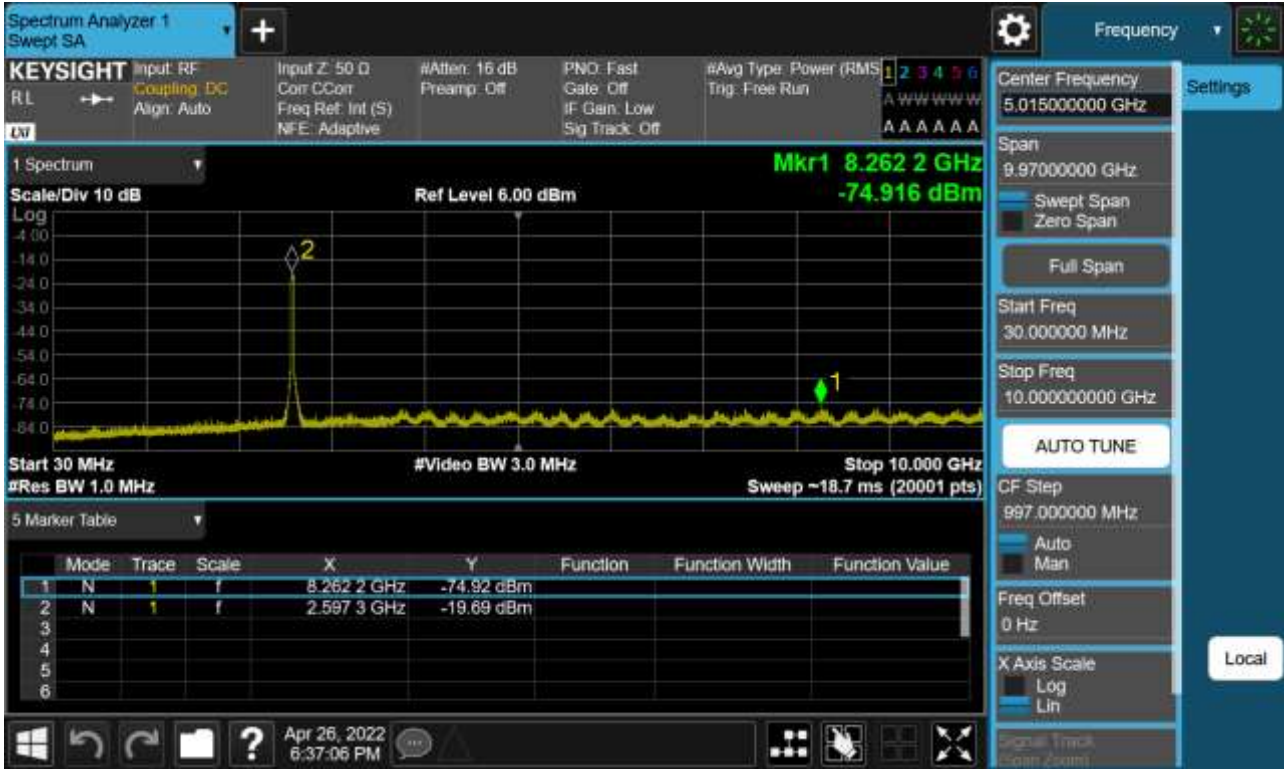 Spectrum Analyzer 1
Swept SA
+
Frequency
KEYSIGHT
RL
LXI
Input: RF
Coupling: DC
Align: Auto
Input Z: 50 Ω
Corr CCorr
Freq Ref: Int (S)
NFE: Adaptive
#Atten: 16 dB
Preamp: Off
PNO: Fast
Gate: Off
IF Gain: Low
Sig Track: Off
#Avg Type: Power (RMS
Trig: Free Run
1 2 3 4 5 6
A W W W W W
A A A A A A
Center Frequency
5.015000000 GHz
Settings
Span
9.97000000 GHz
Swept Span
Zero Span
Full Span
Start Freq
30.000000 MHz
Stop Freq
10.000000000 GHz
AUTO TUNE
CF Step
997.000000 MHz
Auto
Man
Freq Offset
0 Hz
X Axis Scale
Log
Lin
Signal Track
(Span Zoom)
Local
1 Spectrum
Mkr1 8.262 2 GHz
-74.916 dBm
Scale/Div 10 dB
Ref Level 6.00 dBm
Log
-4.00
-14.0
-24.0
-34.0
-44.0
-54.0
-64.0
-74.0
-84.0
2
1
Start 30 MHz
#Video BW 3.0 MHz
Stop 10.000 GHz
#Res BW 1.0 MHz
Sweep ~18.7 ms (20001 pts)
5 Marker Table
Mode Trace Scale X Y Function Function Width Function Value
1 N 1 f 8.262 2 GHz -74.92 dBm
2 N 1 f 2.597 3 GHz -19.69 dBm
3
4
5
6
?
Apr 26, 2022
6:37:06 PM